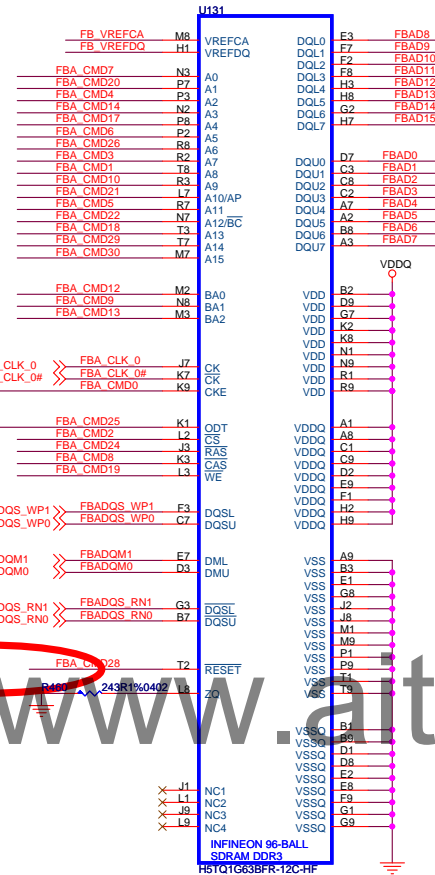 U131
FB_VREFCA M8 VREFCA DQL0 E3 FBAD8
FB_VREFDQ H1 VREFDQ DQL1 F7 FBAD9
DQL2 F2 FBAD10
FBA_CMD7 N3 A0 DQL3 F8 FBAD11
FBA_CMD20 P7 A1 DQL4 H3 FBAD12
FBA_CMD4 P3 A2 DQL5 H8 FBAD13
FBA_CMD14 N2 A3 DQL6 G2 FBAD14
FBA_CMD17 P8 A4 DQL7 H7 FBAD15
FBA_CMD6 P2 A5
FBA_CMD26 R8 A6
FBA_CMD3 R2 A7 DQU0 D7 FBAD0
FBA_CMD1 T8 A8 DQU1 C3 FBAD1
FBA_CMD10 R3 A9 DQU2 C8 FBAD2
FBA_CMD21 L7 A10/AP DQU3 C2 FBAD3
FBA_CMD5 R7 A11 DQU4 A7 FBAD4
FBA_CMD22 N7 A12/BC DQU5 A2 FBAD5
FBA_CMD18 T3 A13 DQU6 B8 FBAD6
FBA_CMD29 T7 A14 DQU7 A3 FBAD7
FBA_CMD30 M7 A15
VDDQ
FBA_CMD12 M2 BA0 VDD B2
FBA_CMD9 N8 BA1 VDD D9
FBA_CMD13 M3 BA2 VDD G7
VDD K2
VDD K8
VDD N1
_CLK_0 FBA_CLK_0 J7 CK VDD N9
_CLK_0# FBA_CLK_0# K7 CK VDD R1
FBA_CMD0 K9 CKE VDD R9
FBA_CMD25 K1 ODT VDDQ A1
FBA_CMD2 L2 CS VDDQ A8
FBA_CMD24 J3 RAS VDDQ C1
FBA_CMD8 K3 CAS VDDQ C9
FBA_CMD19 L3 WE VDDQ D2
VDDQ E9
VDDQ F1
DQS_WP1 FBADQS_WP1 F3 DQSL VDDQ H2
DQS_WP0 FBADQS_WP0 C7 DQSU VDDQ H9
DQM1 FBADQM1 E7 DML VSS A9
DQM0 FBADQM0 D3 DMU VSS B3
VSS E1
VSS G8
DQS_RN1 FBADQS_RN1 G3 DQSL VSS J2
DQS_RN0 FBADQS_RN0 B7 DQSU VSS J8
VSS M1
VSS M9
VSS P1
FBA_CMD28 T2 RESET VSS P9
VSS T1
R460 243R1%0402 L8 ZQ VSS T9
www.ait
VSSQ B1
VSSQ B9
VSSQ D1
VSSQ D8
VSSQ E2
J1 NC1 VSSQ E8
L1 NC2 VSSQ F9
J9 NC3 VSSQ G1
L9 NC4 VSSQ G9
INFINEON 96-BALL
SDRAM DDR3
H5TQ1G63BFR-12C-HF